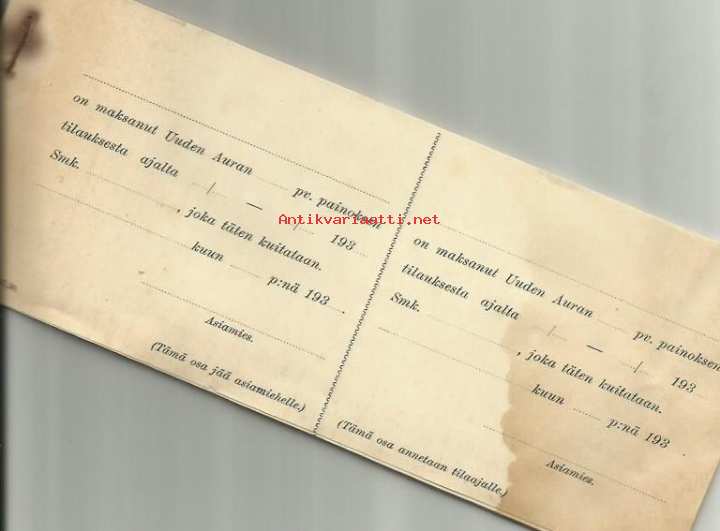 on maksanut Uuden Auran ........ pv. painoksen
tilauksesta ajalta ..../.... — ..../.... 193....
Smk. ........................
, joka täten kuitataan.
kuun ........ p:nä 193....
Asiamies.
(Tämä osa jää asiamiehelle.)
on maksanut Uuden Auran ........ pv. painoksen
tilauksesta ajalta ..../.... — ..../.... 193....
Smk. ........................
, joka täten kuitataan.
kuun ........ p:nä 193....
Asiamies.
(Tämä osa annetaan tilaajalle.)
Antikvariaatti.net